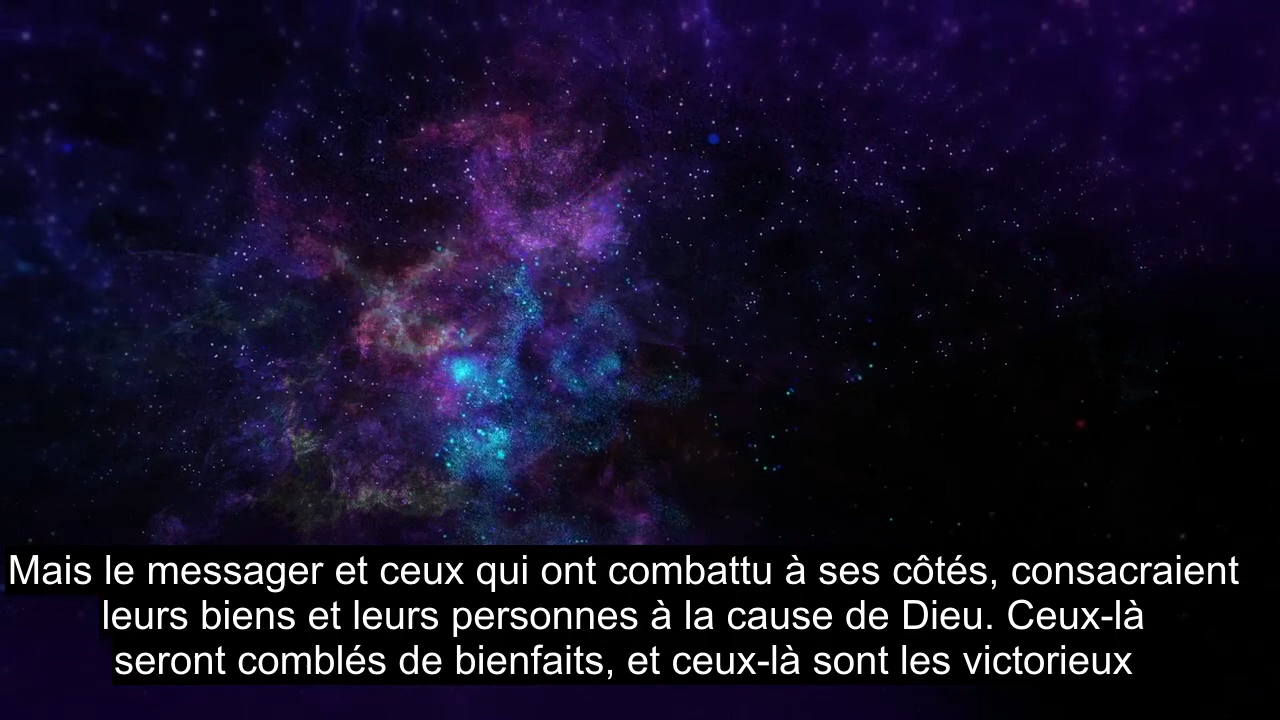 Mais le messager et ceux qui ont combattu à ses côtés, consacraient
leurs biens et leurs personnes à la cause de Dieu. Ceux-là
seront comblés de bienfaits, et ceux-là sont les victorieux